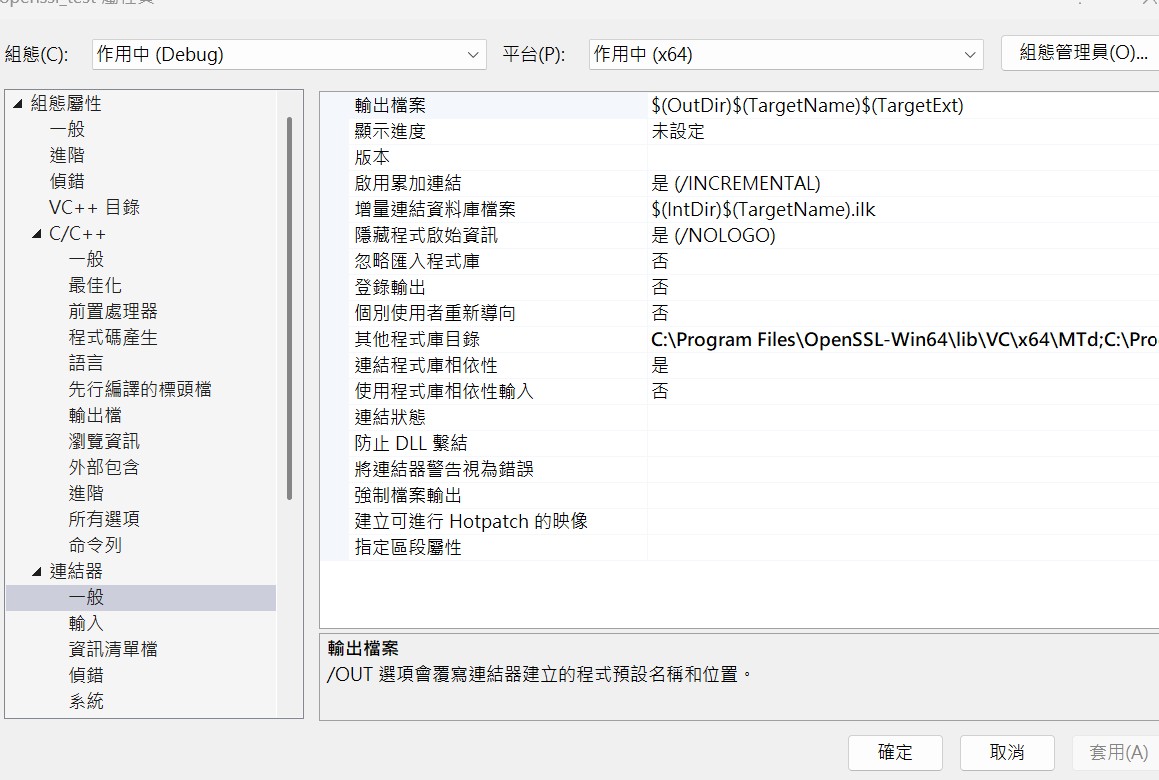 openssl_test 屬性頁
組態(C): 作用中 (Debug) 平台(P): 作用中 (x64) 組態管理員(O)...
組態屬性
一般
進階
偵錯
VC++ 目錄
C/C++
一般
最佳化
前置處理器
程式碼產生
語言
先行編譯的標頭檔
輸出檔
瀏覽資訊
外部包含
進階
所有選項
命令列
連結器
一般
輸入
資訊清單檔
偵錯
系統
輸出檔案 $(OutDir)$(TargetName)$(TargetExt)
顯示進度 未設定
版本
啟用累加連結 是 (/INCREMENTAL)
增量連結資料庫檔案 $(IntDir)$(TargetName).ilk
隱藏程式啟始資訊 是 (/NOLOGO)
忽略匯入程式庫 否
登錄輸出 否
個別使用者重新導向 否
其他程式庫目錄 C:\Program Files\OpenSSL-Win64\lib\VC\x64\MTd;C:\Pro
連結程式庫相依性 是
使用程式庫相依性輸入 否
連結狀態
防止 DLL 繫結
將連結器警告視為錯誤
強制檔案輸出
建立可進行 Hotpatch 的映像
指定區段屬性
輸出檔案
/OUT 選項會覆寫連結器建立的程式預設名稱和位置。
確定 取消 套用(A)